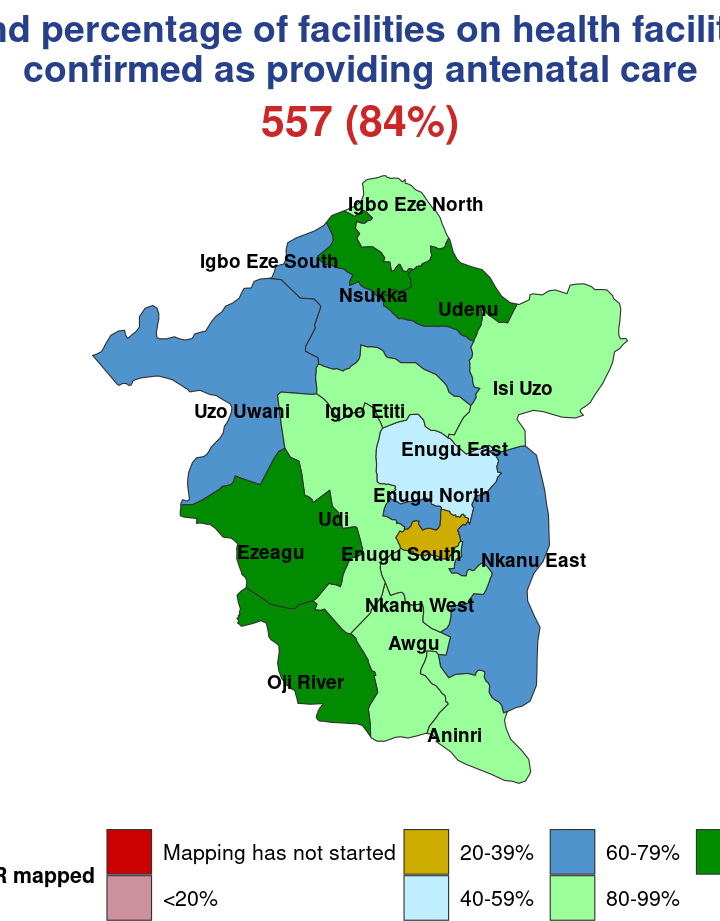 nd percentage of facilities on health facilit
confirmed as providing antenatal care
557 (84%)
Igbo Eze North
Igbo Eze South
Nsukka
Udenu
Isi Uzo
Uzo Uwani
Igbo Etiti
Enugu East
Enugu North
Udi
Ezeagu
Enugu South
Nkanu East
Nkanu West
Awgu
Oji River
Aninri
R mapped
Mapping has not started
20-39%
60-79%
<20%
40-59%
80-99%